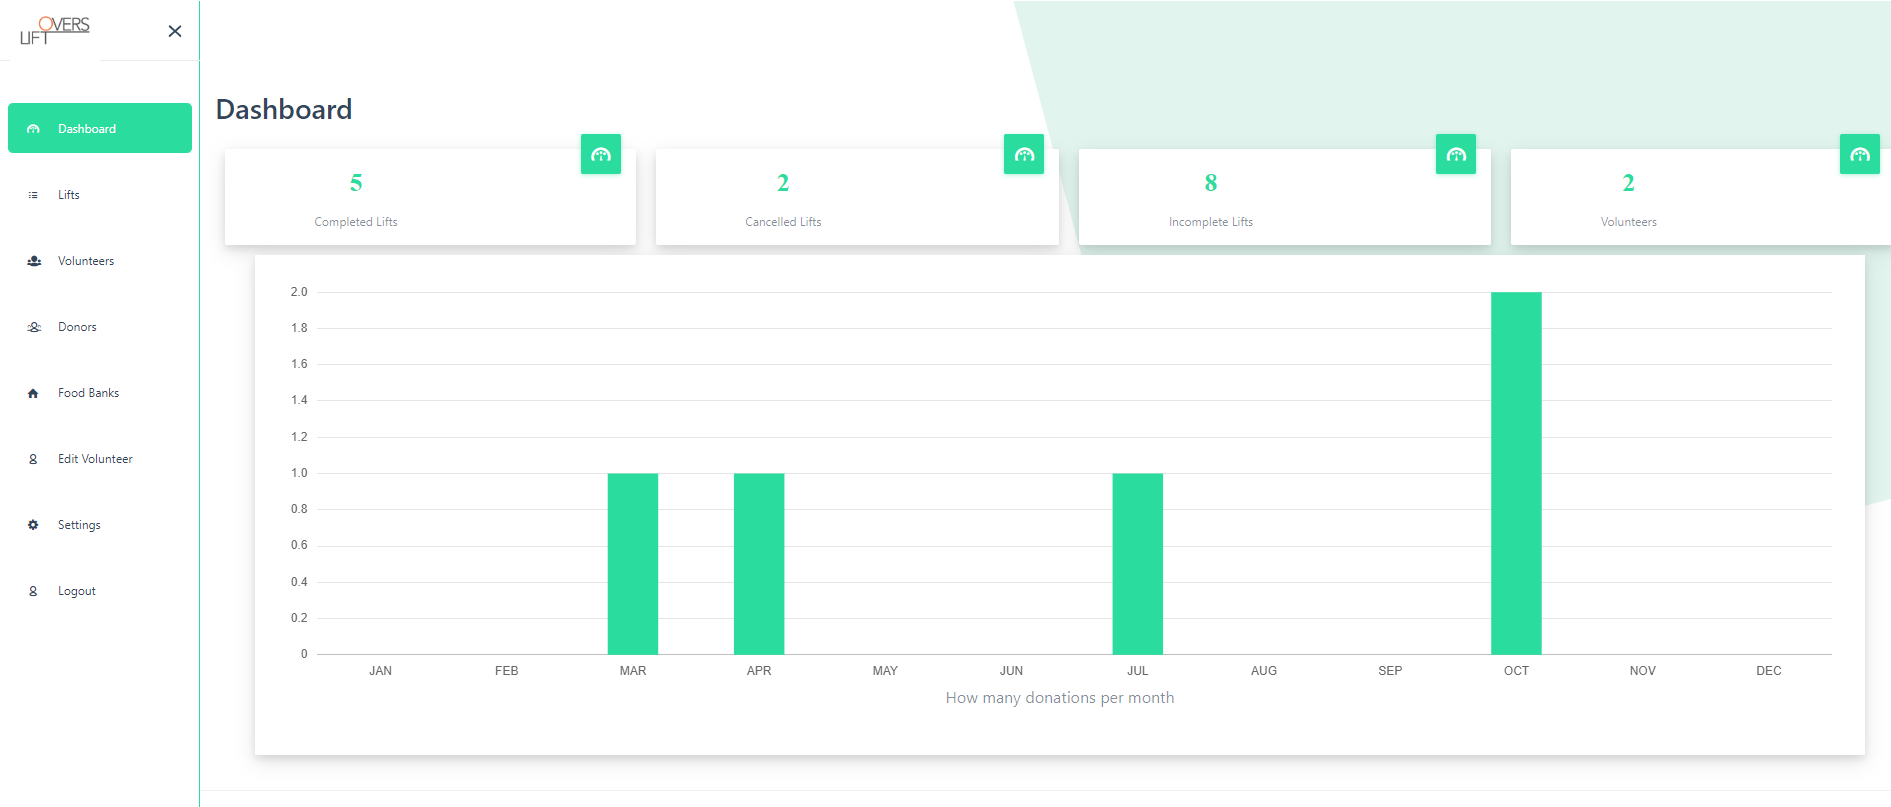 LIFT OVERS
Dashboard
Lifts
Volunteers
Donors
Food Banks
Edit Volunteer
Settings
Logout
Dashboard
5
Completed Lifts
2
Cancelled Lifts
8
Incomplete Lifts
2
Volunteers
2.0
1.8
1.6
1.4
1.2
1.0
0.8
0.6
0.4
0.2
0
JAN FEB MAR APR MAY JUN JUL AUG SEP OCT NOV DEC
How many donations per month